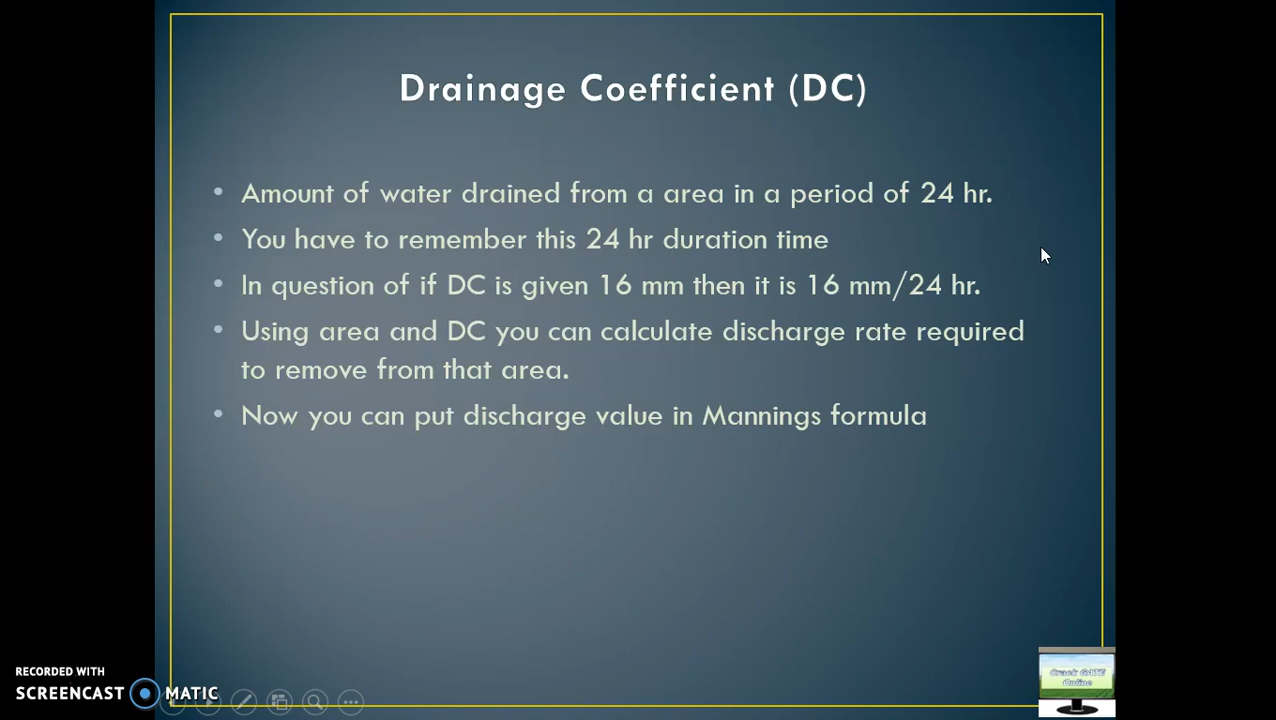 Drainage Coefficient (DC)
• Amount of water drained from a area in a period of 24 hr.
• You have to remember this 24 hr duration time
• In question of if DC is given 16 mm then it is 16 mm/24 hr.
• Using area and DC you can calculate discharge rate required
to remove from that area.
• Now you can put discharge value in Mannings formula
RECORDED WITH
SCREENCAST MATIC
Crack GATE
Online